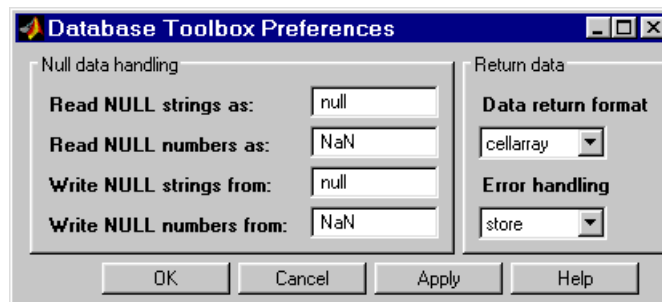 Database Toolbox Preferences
Null data handling
Read NULL strings as: null
Read NULL numbers as: NaN
Write NULL strings from: null
Write NULL numbers from: NaN
Return data
Data return format
cellarray
Error handling
store
OK Cancel Apply Help